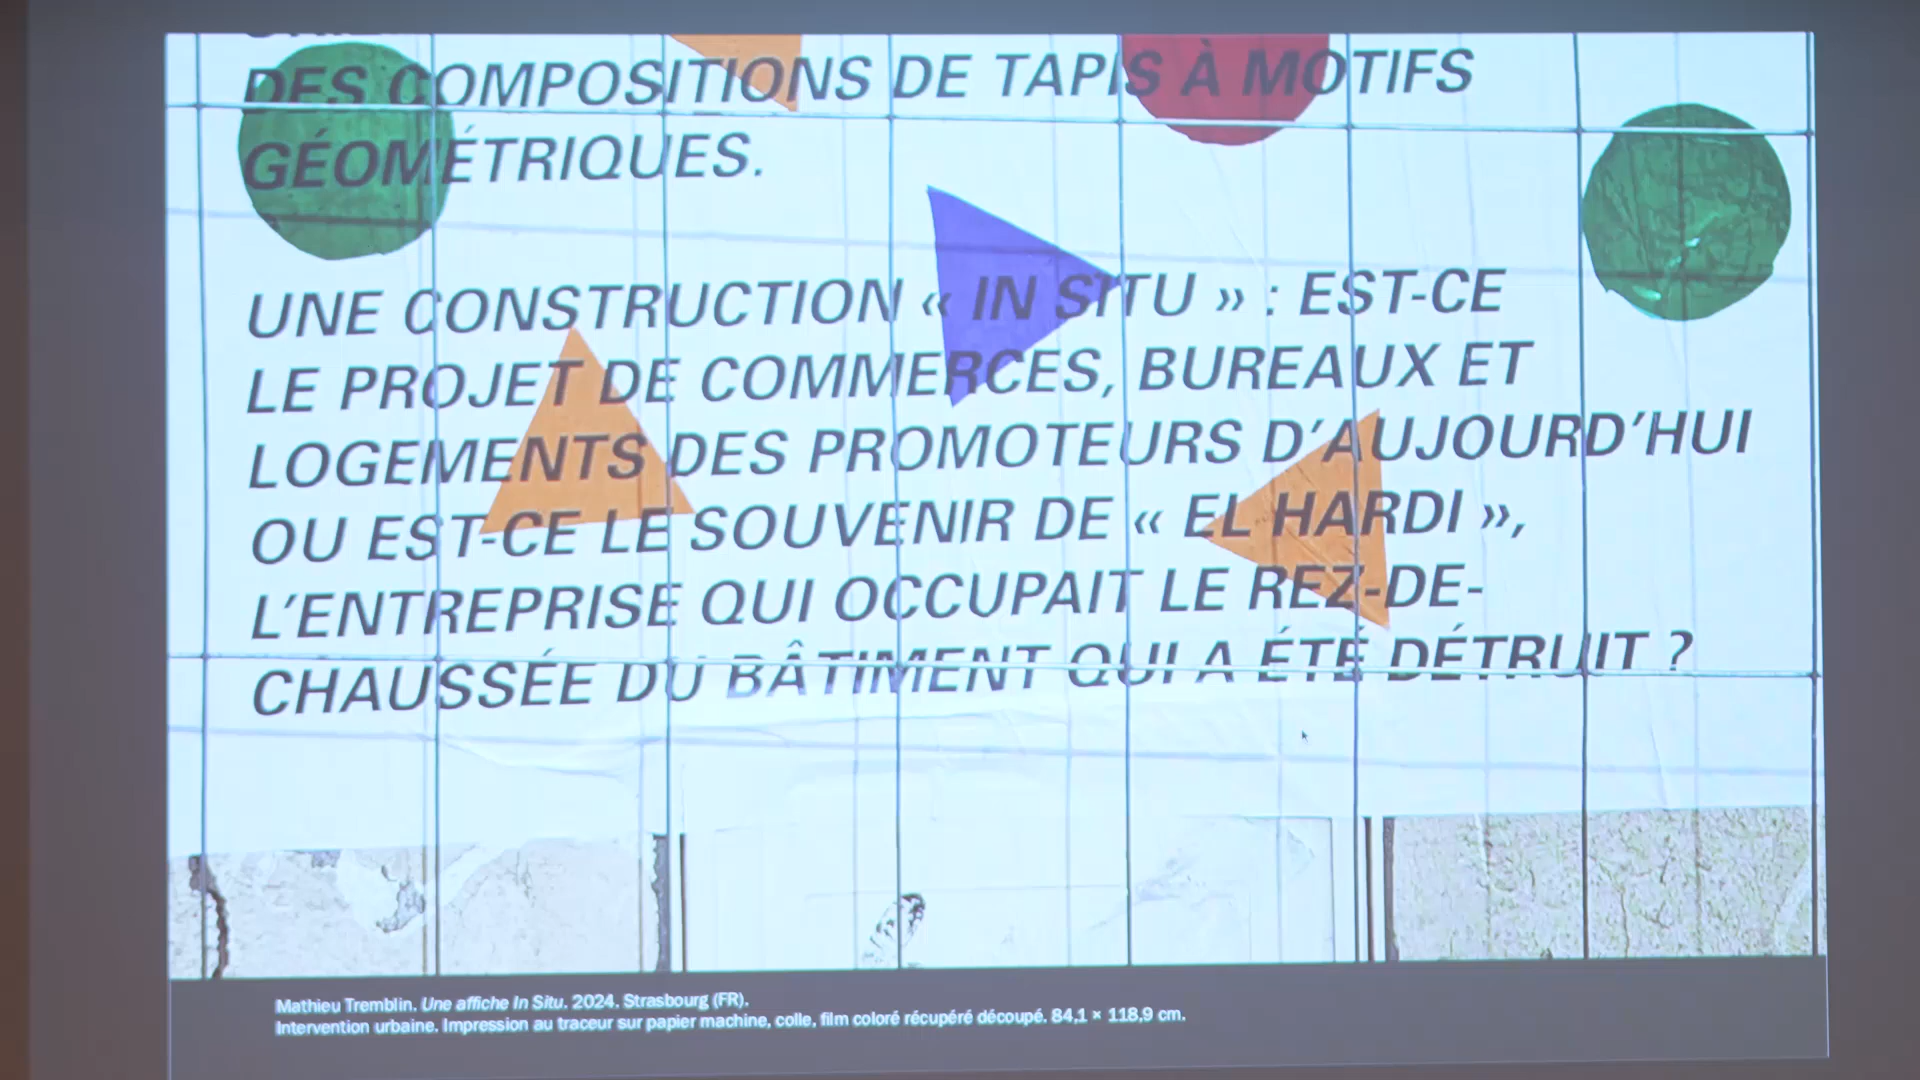 DES COMPOSITIONS DE TAPIS À MOTIFS
GÉOMÉTRIQUES.
UNE CONSTRUCTION « IN SITU » : EST-CE
LE PROJET DE COMMERCES, BUREAUX ET
LOGEMENTS DES PROMOTEURS D’AUJOURD’HUI
OU EST-CE LE SOUVENIR DE « EL HARDI »,
L’ENTREPRISE QUI OCCUPAIT LE REZ-DE-
CHAUSSÉE DU BÂTIMENT QUI A ÉTÉ DÉTRUIT ?
Mathieu Tremblin. Une affiche In Situ. 2024. Strasbourg (FR).
Intervention urbaine. Impression au traceur sur papier machine, colle, film coloré récupéré découpé. 84,1 × 118,9 cm.